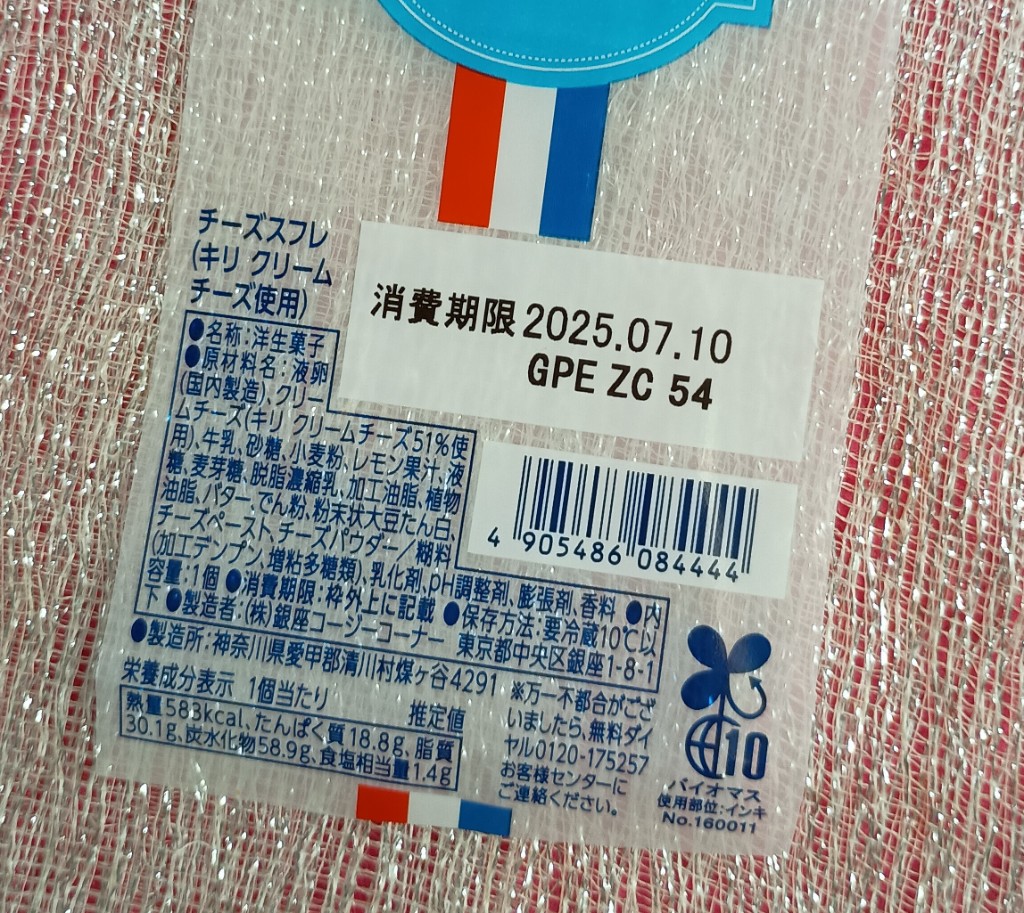 チーズスフレ
(キリ クリーム
チーズ使用)
消費期限 2025.07.10
GPE ZC 54
●名称:洋生菓子
●原材料名:液卵
(国内製造)、クリー
ムチーズ(キリ クリームチーズ51%使
用)、牛乳、砂糖、小麦粉、レモン果汁、液
糖、麦芽糖、脱脂濃縮乳、加工油脂、植物
油脂、バター、でん粉、粉末状大豆たん白、
チーズペースト、チーズパウダー/糊料
(加工デンプン、増粘多糖類)、乳化剤、pH調整剤、膨張剤、香料 ●内
容量:1個 ●消費期限:枠外上に記載 ●保存方法:要冷蔵10℃以
下 ●製造者:(株)銀座コージーコーナー 東京都中央区銀座1-8-1
●製造所:神奈川県愛甲郡清川村煤ヶ谷4291
4 905486 084444
栄養成分表示 1個当たり 推定値
熱量583kcal、たんぱく質18.8g、脂質
30.1g、炭水化物58.9g、食塩相当量1.4g
※万一不都合がござ
いましたら、無料ダイ
ヤル0120-175257
お客様センターに
ご連絡ください。
10
バイオマス
使用部位:インキ
No.160011